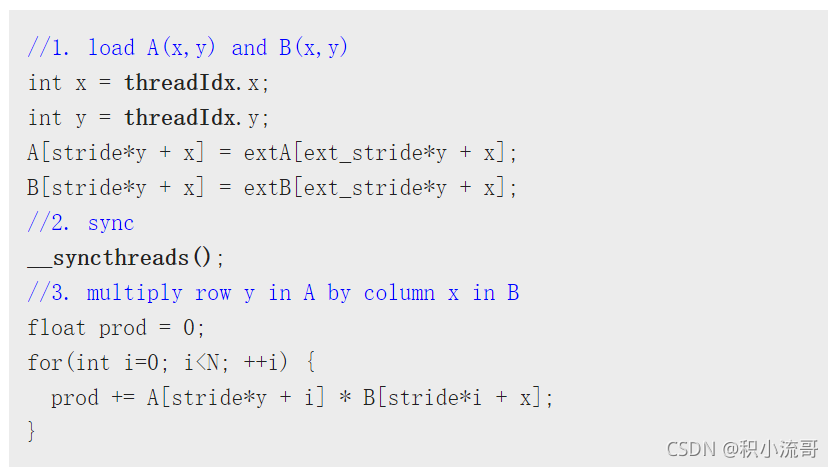 //1. load A(x,y) and B(x,y)
int x = threadIdx.x;
int y = threadIdx.y;
A[stride*y + x] = extA[ext_stride*y + x];
B[stride*y + x] = extB[ext_stride*y + x];
//2. sync
__syncthreads();
//3. multiply row y in A by column x in B
float prod = 0;
for(int i=0; i<N; ++i) {
  prod += A[stride*y + i] * B[stride*i + x];
}
CSDN @积小流哥